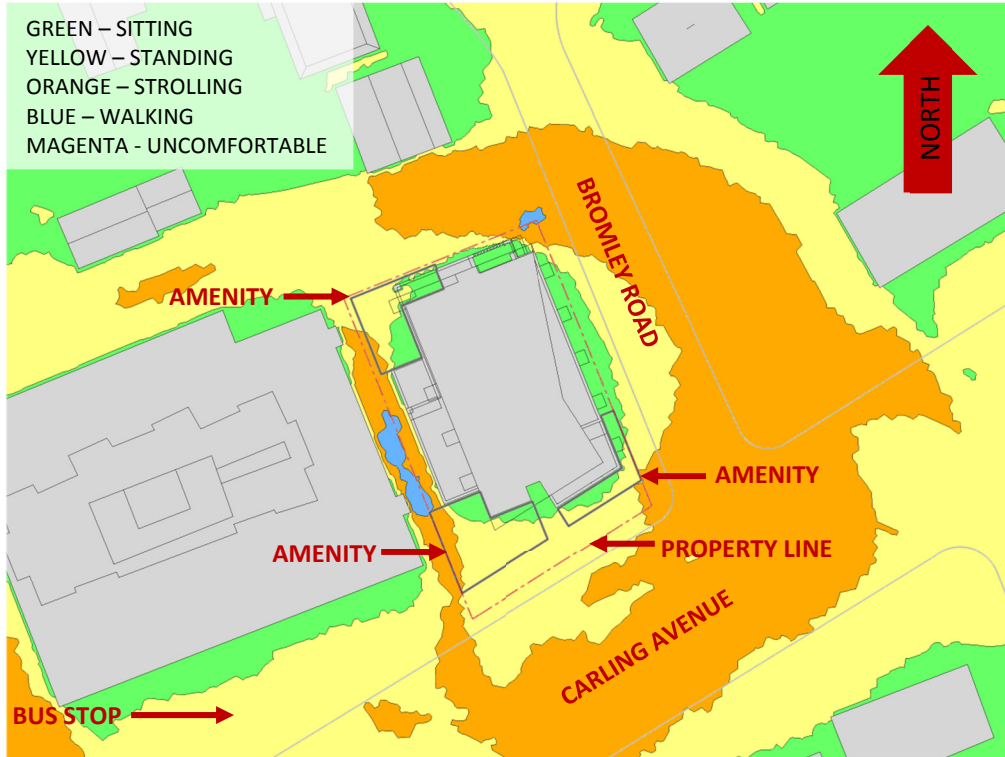 GREEN – SITTING
YELLOW – STANDING
ORANGE – STROLLING
BLUE – WALKING
MAGENTA - UNCOMFORTABLE
NORTH
BROMLEY ROAD
AMENITY
AMENITY
AMENITY
PROPERTY LINE
CARLING AVENUE
BUS STOP